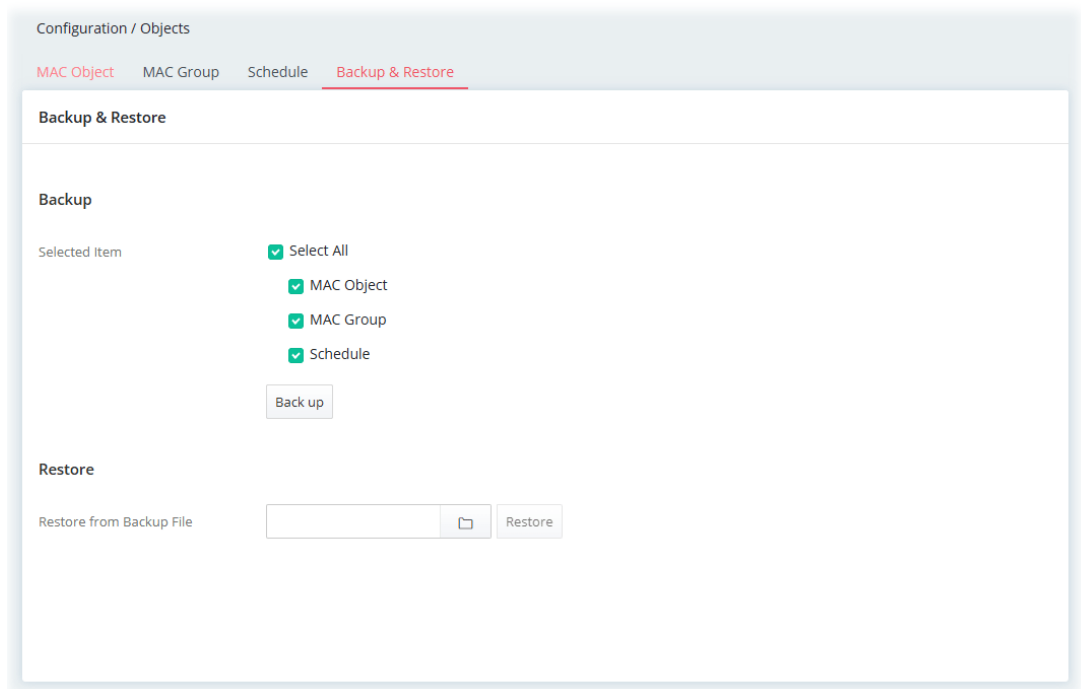 Configuration / Objects
MAC Object MAC Group Schedule Backup & Restore
Backup & Restore
Backup
Selected Item Select All
MAC Object
MAC Group
Schedule
Back up
Restore
Restore from Backup File Restore